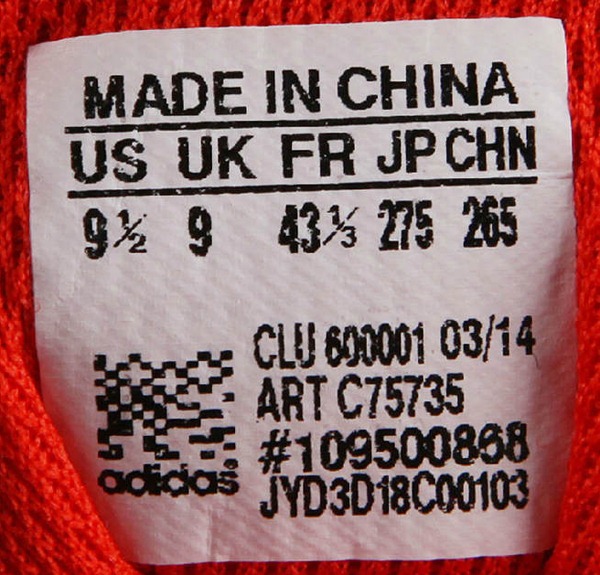 MADE IN CHINA
US UK FR JP CHN
9½ 9 43⅓ 275 265
CLU 600001 03/14
ART C75735
#109500868
adidas®
JYD3D18C00103